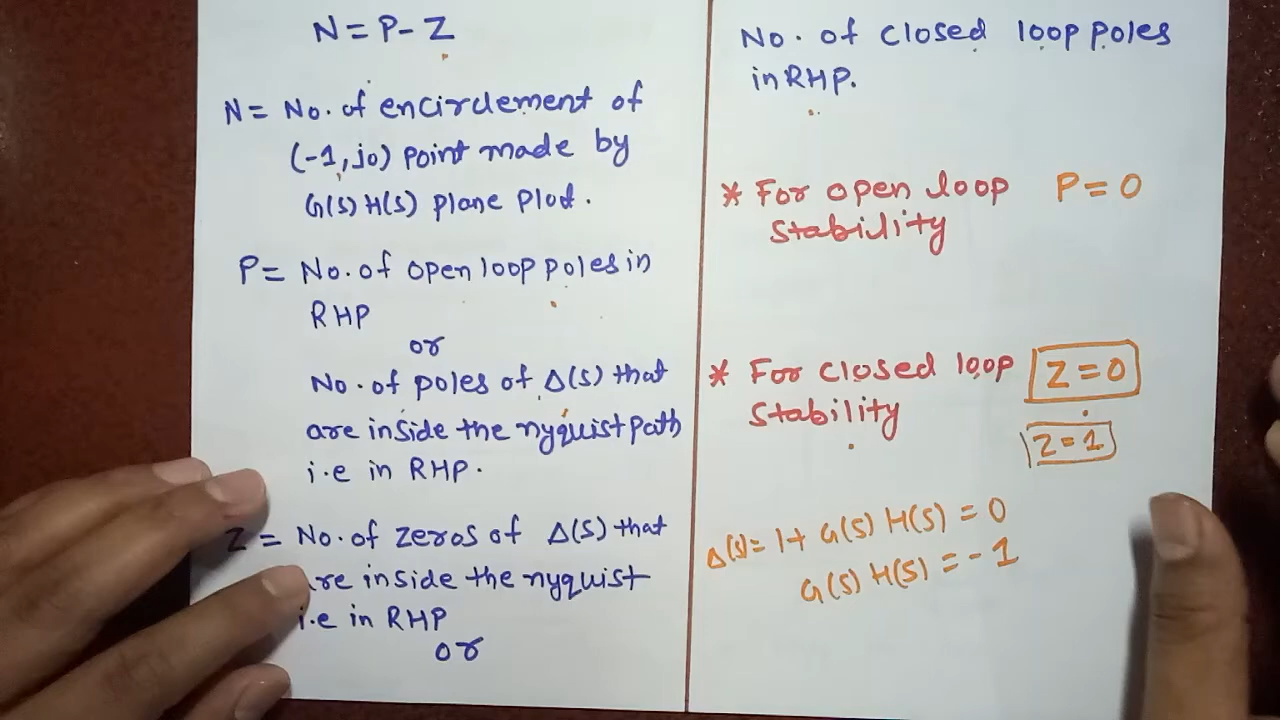 N = P - Z
N = No. of encirclement of
(-1, j0) point made by
G(s) H(s) plane plot.
P = No. of open loop poles in
RHP
or
No. of poles of Δ(s) that
are inside the nyquist path
i.e in RHP.
Z = No. of zeros of Δ(s) that
are inside the nyquist
i.e in RHP
or
No. of closed loop poles
in RHP.
* For open loop P = 0
stability
* For closed loop Z = 0
stability
Z = 1
Δ(s) = 1 + G(s) H(s) = 0
G(s) H(s) = -1